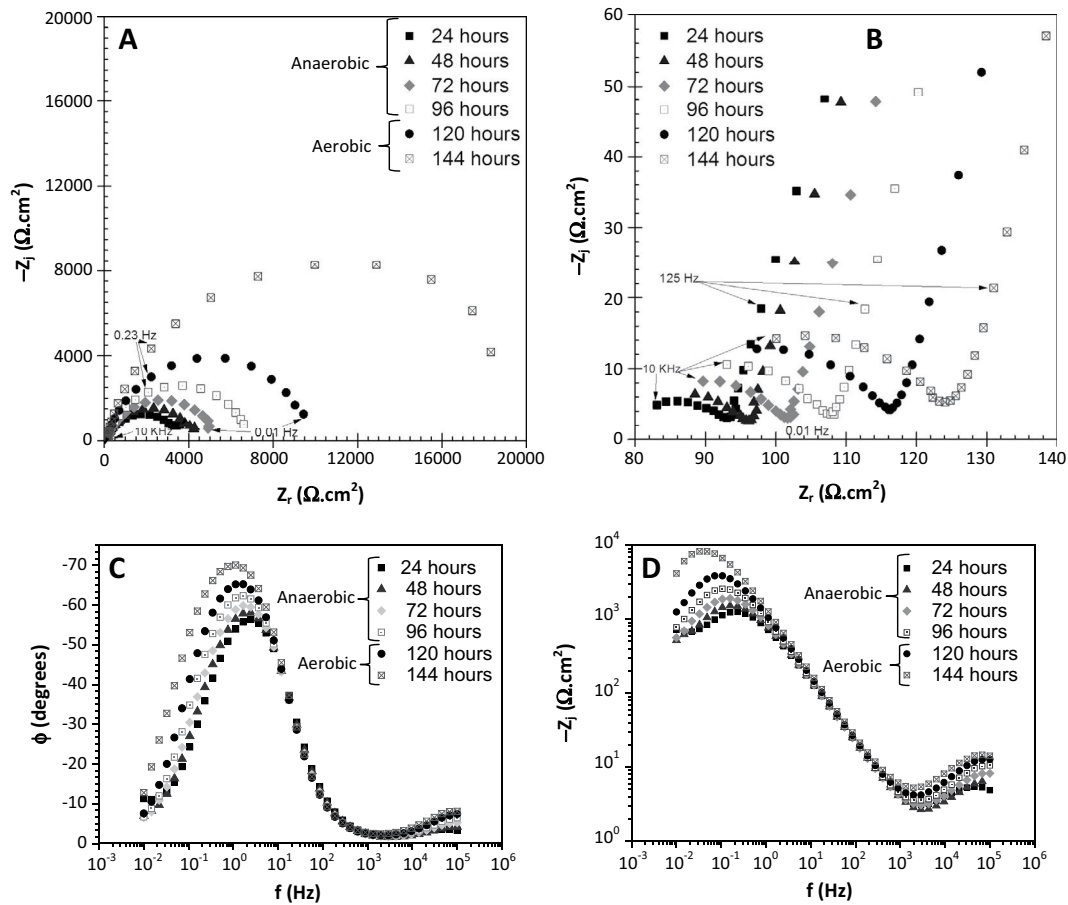 A
20000
16000
12000
8000
4000
0
0
4000
8000
12000
16000
20000
−Zj (Ω.cm²)
Zr (Ω.cm²)
Anaerobic
Aerobic
24 hours
48 hours
72 hours
96 hours
120 hours
144 hours
0.23 Hz
10 KHz
0.01 Hz
B
60
50
40
30
20
10
0
80
90
100
110
120
130
140
−Zj (Ω.cm²)
Zr (Ω.cm²)
24 hours
48 hours
72 hours
96 hours
120 hours
144 hours
125 Hz
10 KHz
0.01 Hz
C
-70
-60
-50
-40
-30
-20
-10
0
10⁻³
10⁻²
10⁻¹
10⁰
10¹
10²
10³
10⁴
10⁵
10⁶
ϕ (degrees)
f (Hz)
Anaerobic
Aerobic
24 hours
48 hours
72 hours
96 hours
120 hours
144 hours
D
10⁴
10³
10²
10¹
10⁰
10⁻³
10⁻²
10⁻¹
10⁰
10¹
10²
10³
10⁴
10⁵
10⁶
−Zj (Ω.cm²)
f (Hz)
Anaerobic
Aerobic
24 hours
48 hours
72 hours
96 hours
120 hours
144 hours